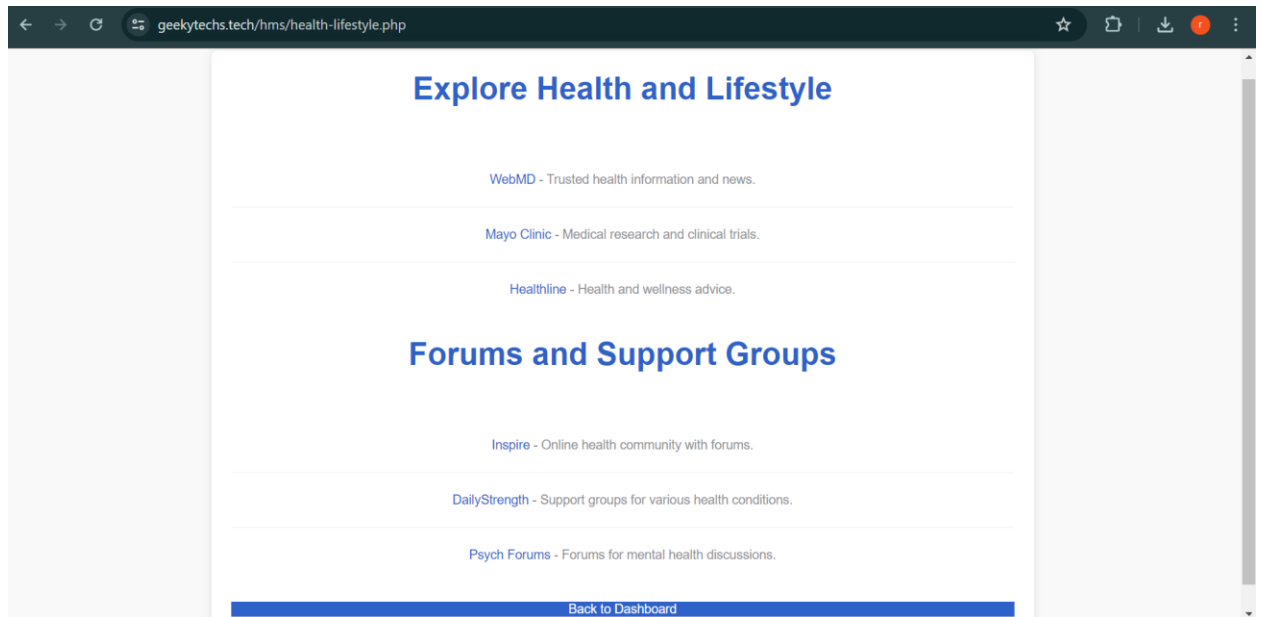 geekytechs.tech/hms/health-lifestyle.php
r
Explore Health and Lifestyle
WebMD - Trusted health information and news.
Mayo Clinic - Medical research and clinical trials.
Healthline - Health and wellness advice.
Forums and Support Groups
Inspire - Online health community with forums.
DailyStrength - Support groups for various health conditions.
Psych Forums - Forums for mental health discussions.
Back to Dashboard